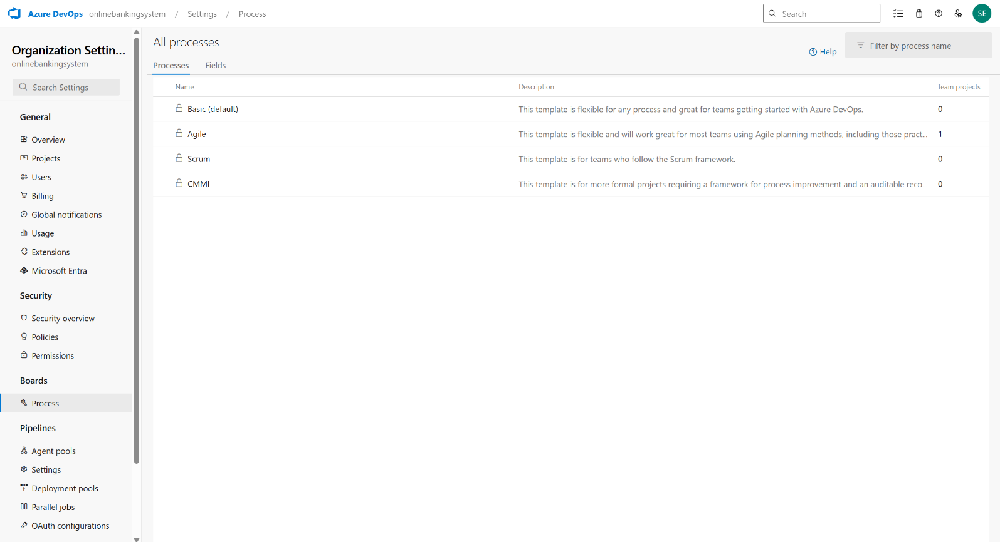 Azure DevOps onlinebankingsystem / Settings / Process
Search
SE
Organization Settin...
onlinebankingsystem
Search Settings
General
Overview
Projects
Users
Billing
Global notifications
Usage
Extensions
Microsoft Entra
Security
Security overview
Policies
Permissions
Boards
Process
Pipelines
Agent pools
Settings
Deployment pools
Parallel jobs
OAuth configurations
All processes
Help
Filter by process name
Processes Fields
Name Description Team projects
Basic (default) This template is flexible for any process and great for teams getting started with Azure DevOps. 0
Agile This template is flexible and will work great for most teams using Agile planning methods, including those pract... 1
Scrum This template is for teams who follow the Scrum framework. 0
CMMI This template is for more formal projects requiring a framework for process improvement and an auditable reco... 0